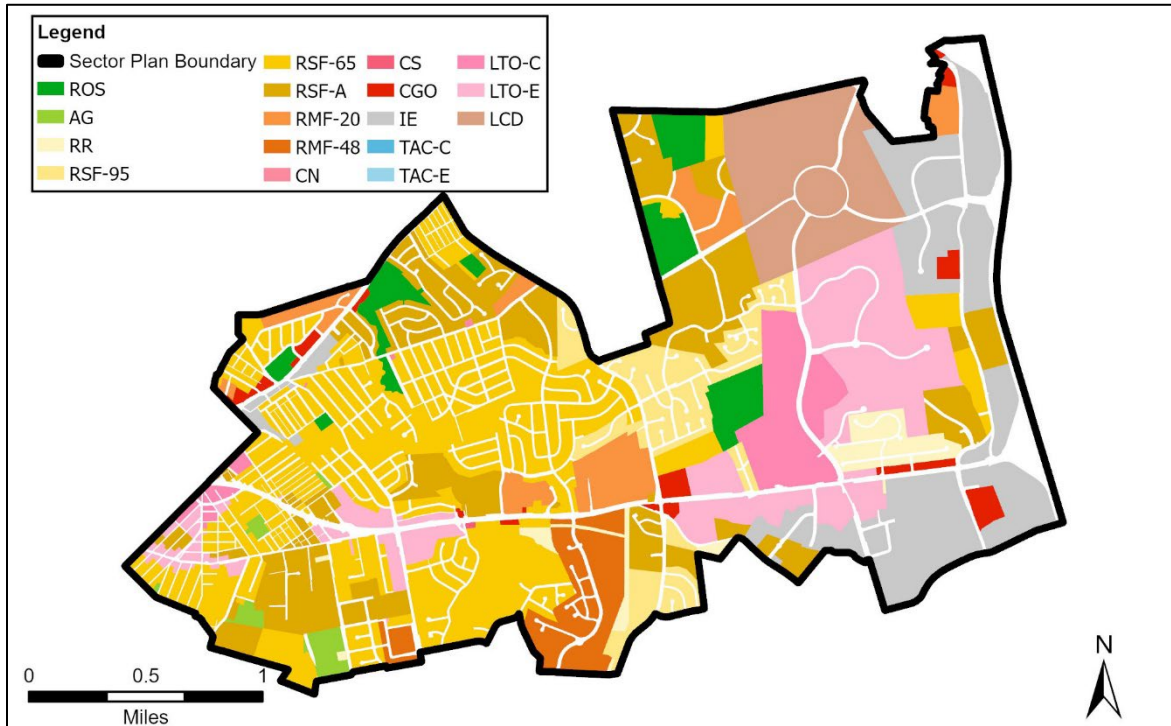 Legend
Sector Plan Boundary
ROS
AG
RR
RSF-95
RSF-65
RSF-A
RMF-20
RMF-48
CN
CS
CGO
IE
TAC-C
TAC-E
LTO-C
LTO-E
LCD
0 0.5 1
Miles
N